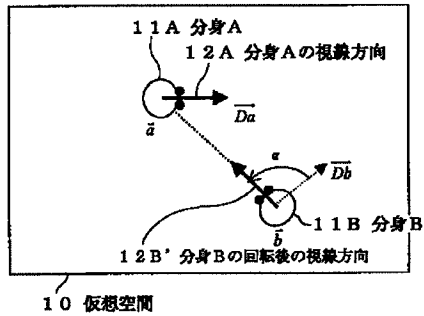 11A 分身A
12A 分身Aの視線方向
Da
a
α
Db
b
11B 分身B
12B' 分身Bの回転後の視線方向
10 仮想空間